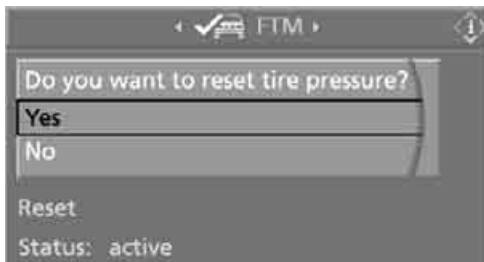 FTM
Do you want to reset tire pressure?
Yes
No
Reset
Status: active